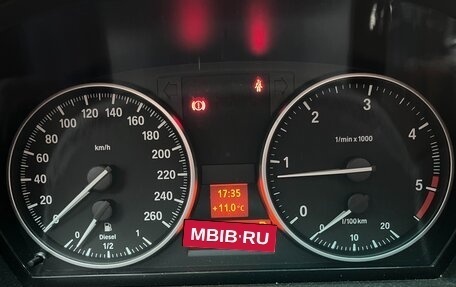 80 100 120 140 160 180 200 220 240 260
60 40 20 0
km/h
0 Diesel 1/2 1
17:35
+11.0°C
MBIB·RU
0 1 2 3 4 5
1/min x 1000
0 10 20
l/100km